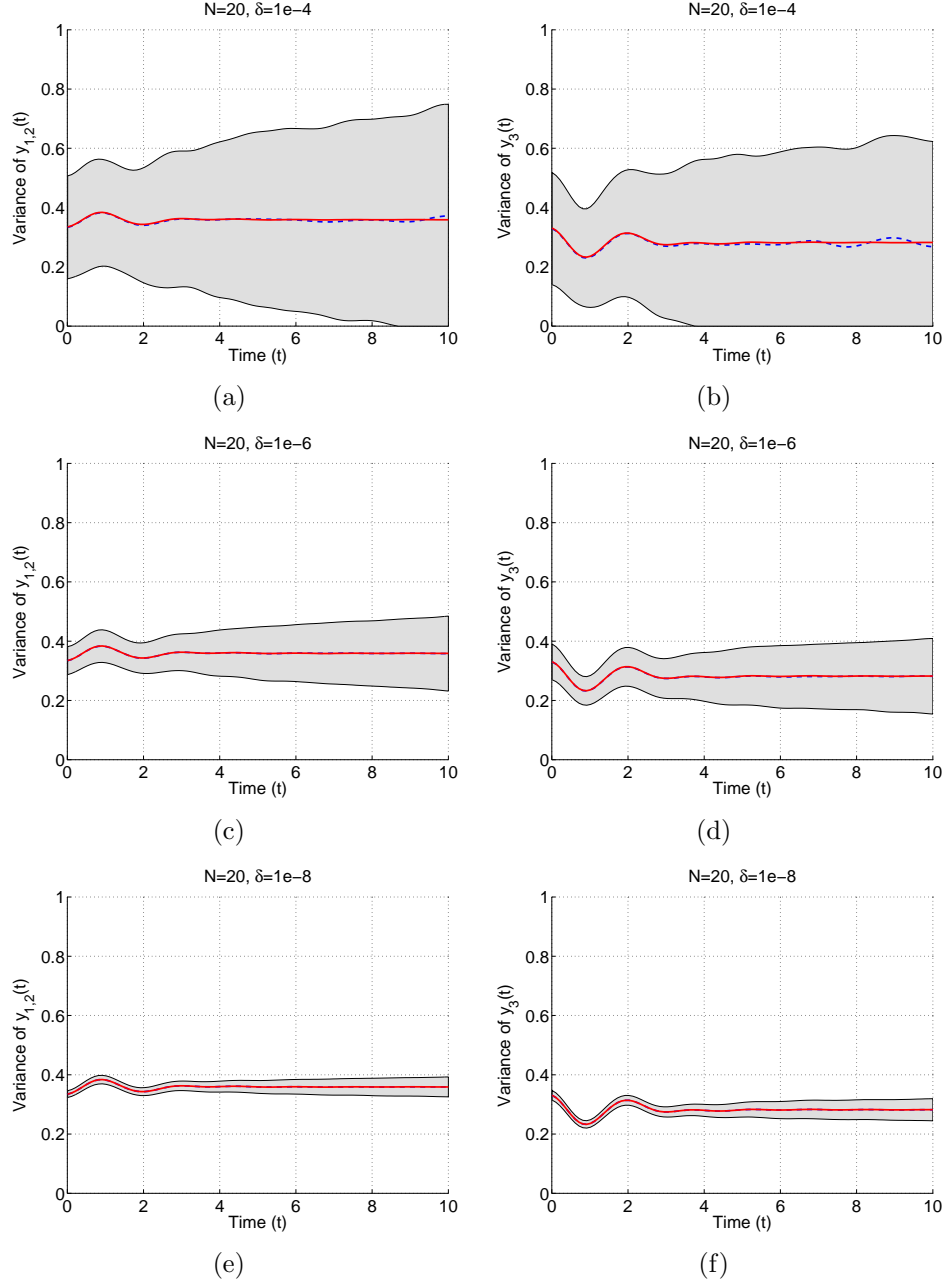 N=20, δ=1e−4
Variance of y1,2(t)
1
0.8
0.6
0.4
0.2
0
0 2 4 6 8 10
Time (t)
(a)
N=20, δ=1e−4
Variance of y3(t)
1
0.8
0.6
0.4
0.2
0
0 2 4 6 8 10
Time (t)
(b)
N=20, δ=1e−6
Variance of y1,2(t)
1
0.8
0.6
0.4
0.2
0
0 2 4 6 8 10
Time (t)
(c)
N=20, δ=1e−6
Variance of y3(t)
1
0.8
0.6
0.4
0.2
0
0 2 4 6 8 10
Time (t)
(d)
N=20, δ=1e−8
Variance of y1,2(t)
1
0.8
0.6
0.4
0.2
0
0 2 4 6 8 10
Time (t)
(e)
N=20, δ=1e−8
Variance of y3(t)
1
0.8
0.6
0.4
0.2
0
0 2 4 6 8 10
Time (t)
(f)